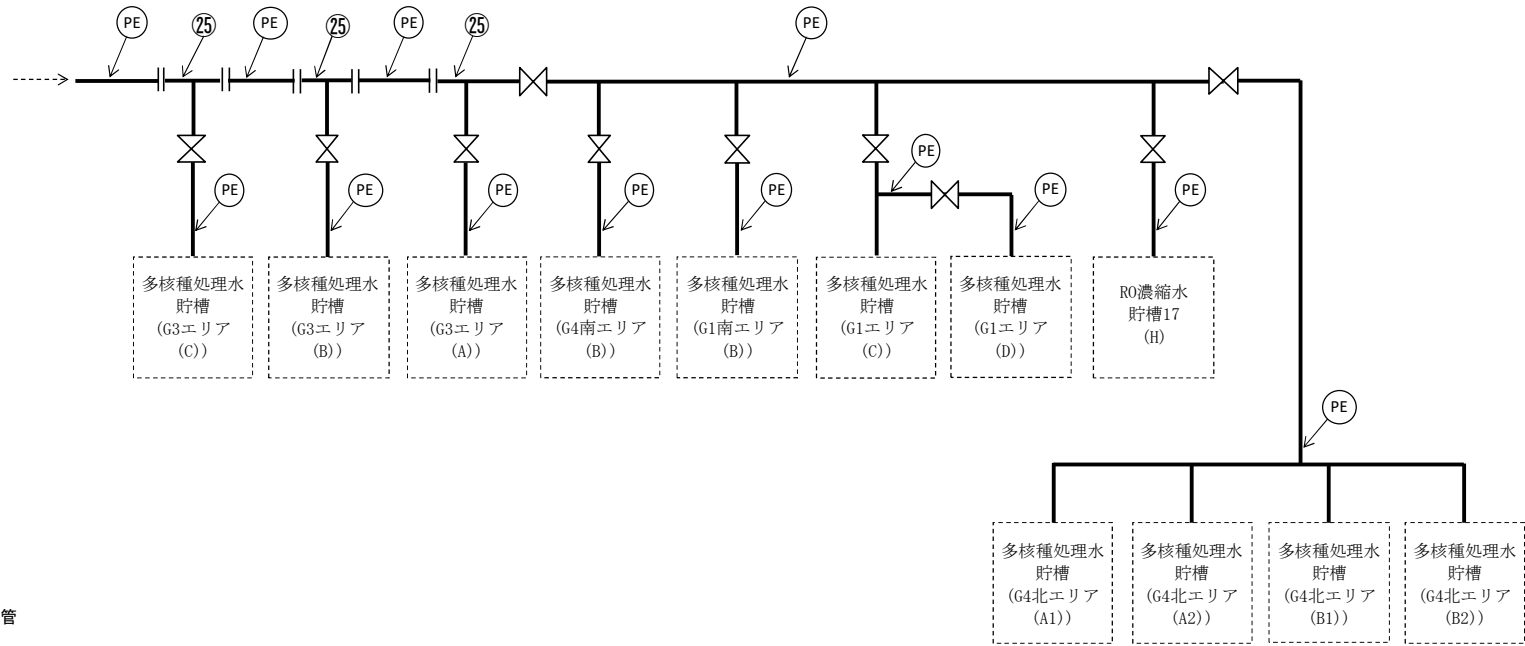 PE
㉕
PE
㉕
PE
㉕
PE
PE
PE
PE
PE
PE
PE
PE
PE
PE
多核種処理水
貯槽
(G3エリア
(C))
多核種処理水
貯槽
(G3エリア
(B))
多核種処理水
貯槽
(G3エリア
(A))
多核種処理水
貯槽
(G4南エリア
(B))
多核種処理水
貯槽
(G1南エリア
(B))
多核種処理水
貯槽
(G1エリア
(C))
多核種処理水
貯槽
(G1エリア
(D))
RO濃縮水
貯槽17
(H)
PE
多核種処理水
貯槽
(G4北エリア
(A1))
多核種処理水
貯槽
(G4北エリア
(A2))
多核種処理水
貯槽
(G4北エリア
(B1))
多核種処理水
貯槽
(G4北エリア
(B2))
管